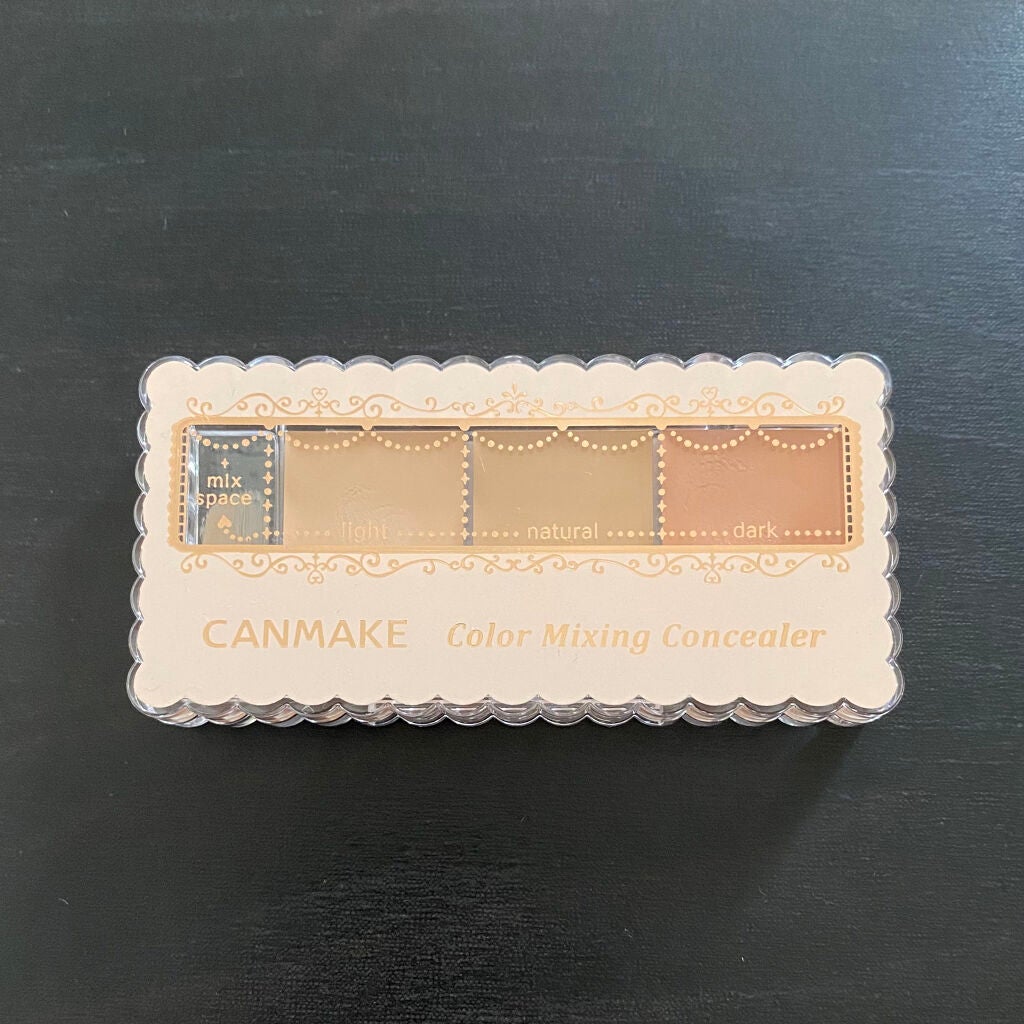 mix
space
light
natural
dark
CANMAKE Color Mixing Concealer